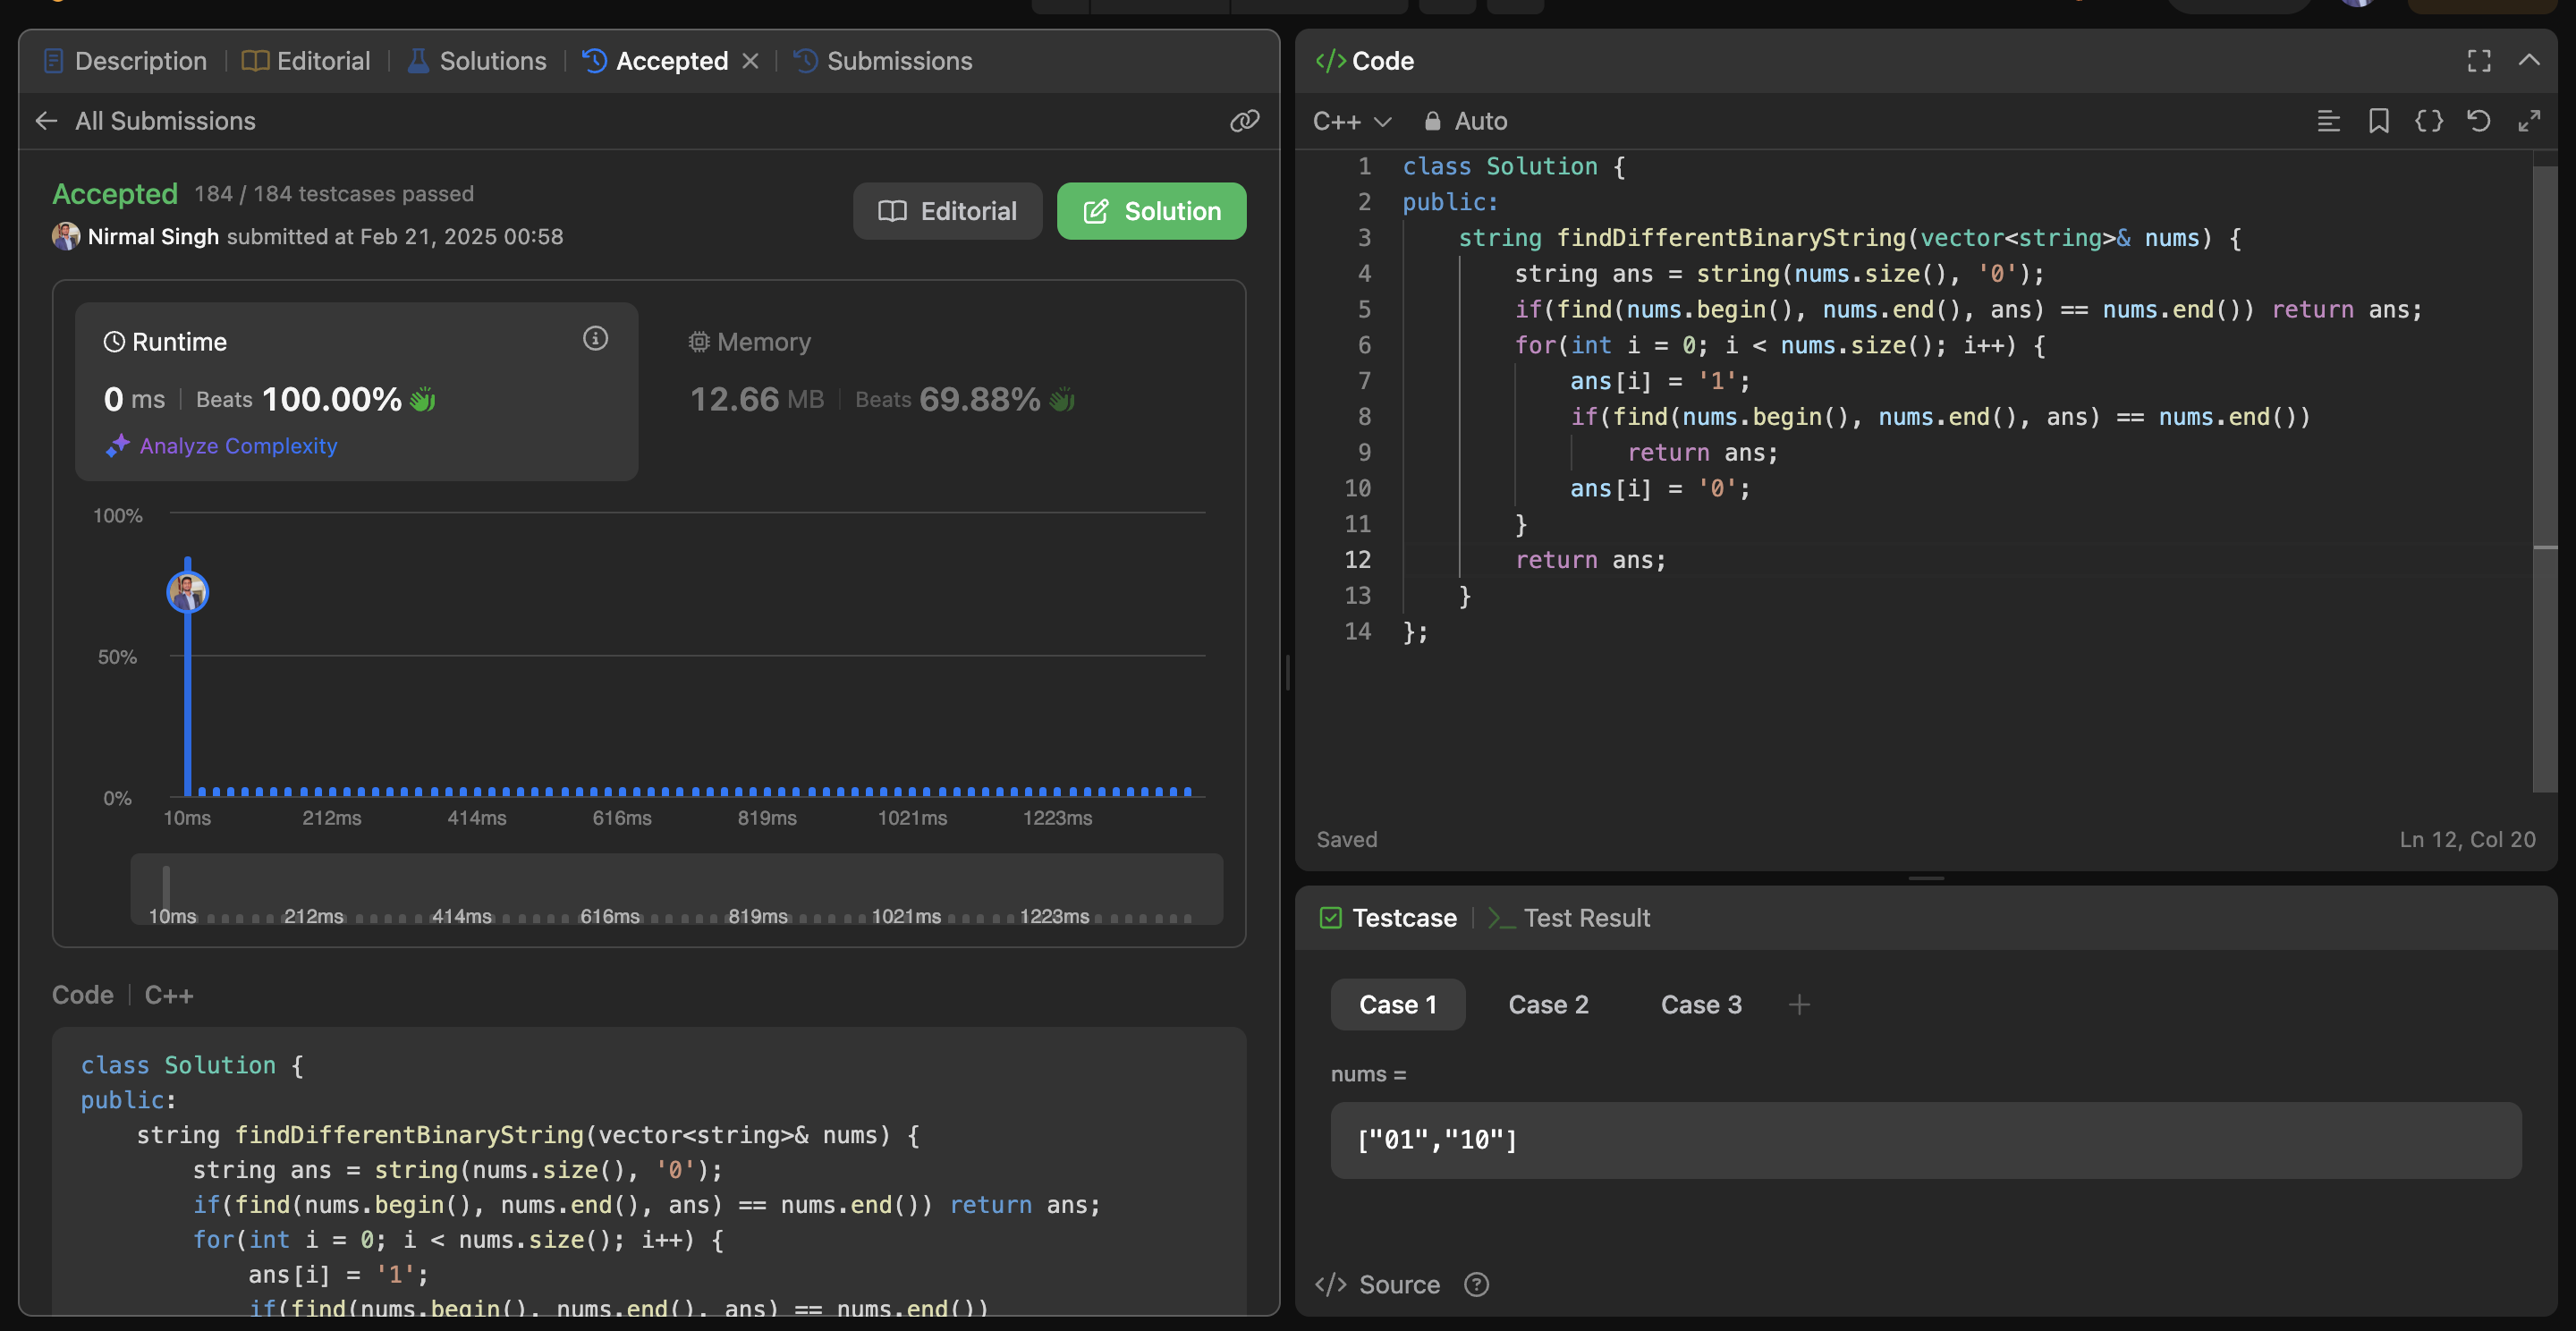 Description | Editorial | Solutions | Accepted | Submissions
All Submissions
Accepted 184 / 184 testcases passed
Nirmal Singh submitted at Feb 21, 2025 00:58
Editorial
Solution
Runtime
0 ms | Beats 100.00%
Analyze Complexity
Memory
12.66 MB | Beats 69.88%
100%
50%
0%
10ms 212ms 414ms 616ms 819ms 1021ms 1223ms
10ms 212ms 414ms 616ms 819ms 1021ms 1223ms
Code | C++
class Solution {
public:
    string findDifferentBinaryString(vector<string>& nums) {
        string ans = string(nums.size(), '0');
        if(find(nums.begin(), nums.end(), ans) == nums.end()) return ans;
        for(int i = 0; i < nums.size(); i++) {
            ans[i] = '1';
            if(find(nums.begin(), nums.end(), ans) == nums.end())
</> Code
C++ Auto
1 class Solution {
2 public:
3     string findDifferentBinaryString(vector<string>& nums) {
4         string ans = string(nums.size(), '0');
5         if(find(nums.begin(), nums.end(), ans) == nums.end()) return ans;
6         for(int i = 0; i < nums.size(); i++) {
7             ans[i] = '1';
8             if(find(nums.begin(), nums.end(), ans) == nums.end())
9                 return ans;
10             ans[i] = '0';
11         }
12         return ans;
13     }
14 };
Saved
Ln 12, Col 20
Testcase | >_ Test Result
Case 1 Case 2 Case 3 +
nums =
["01","10"]
</> Source ?